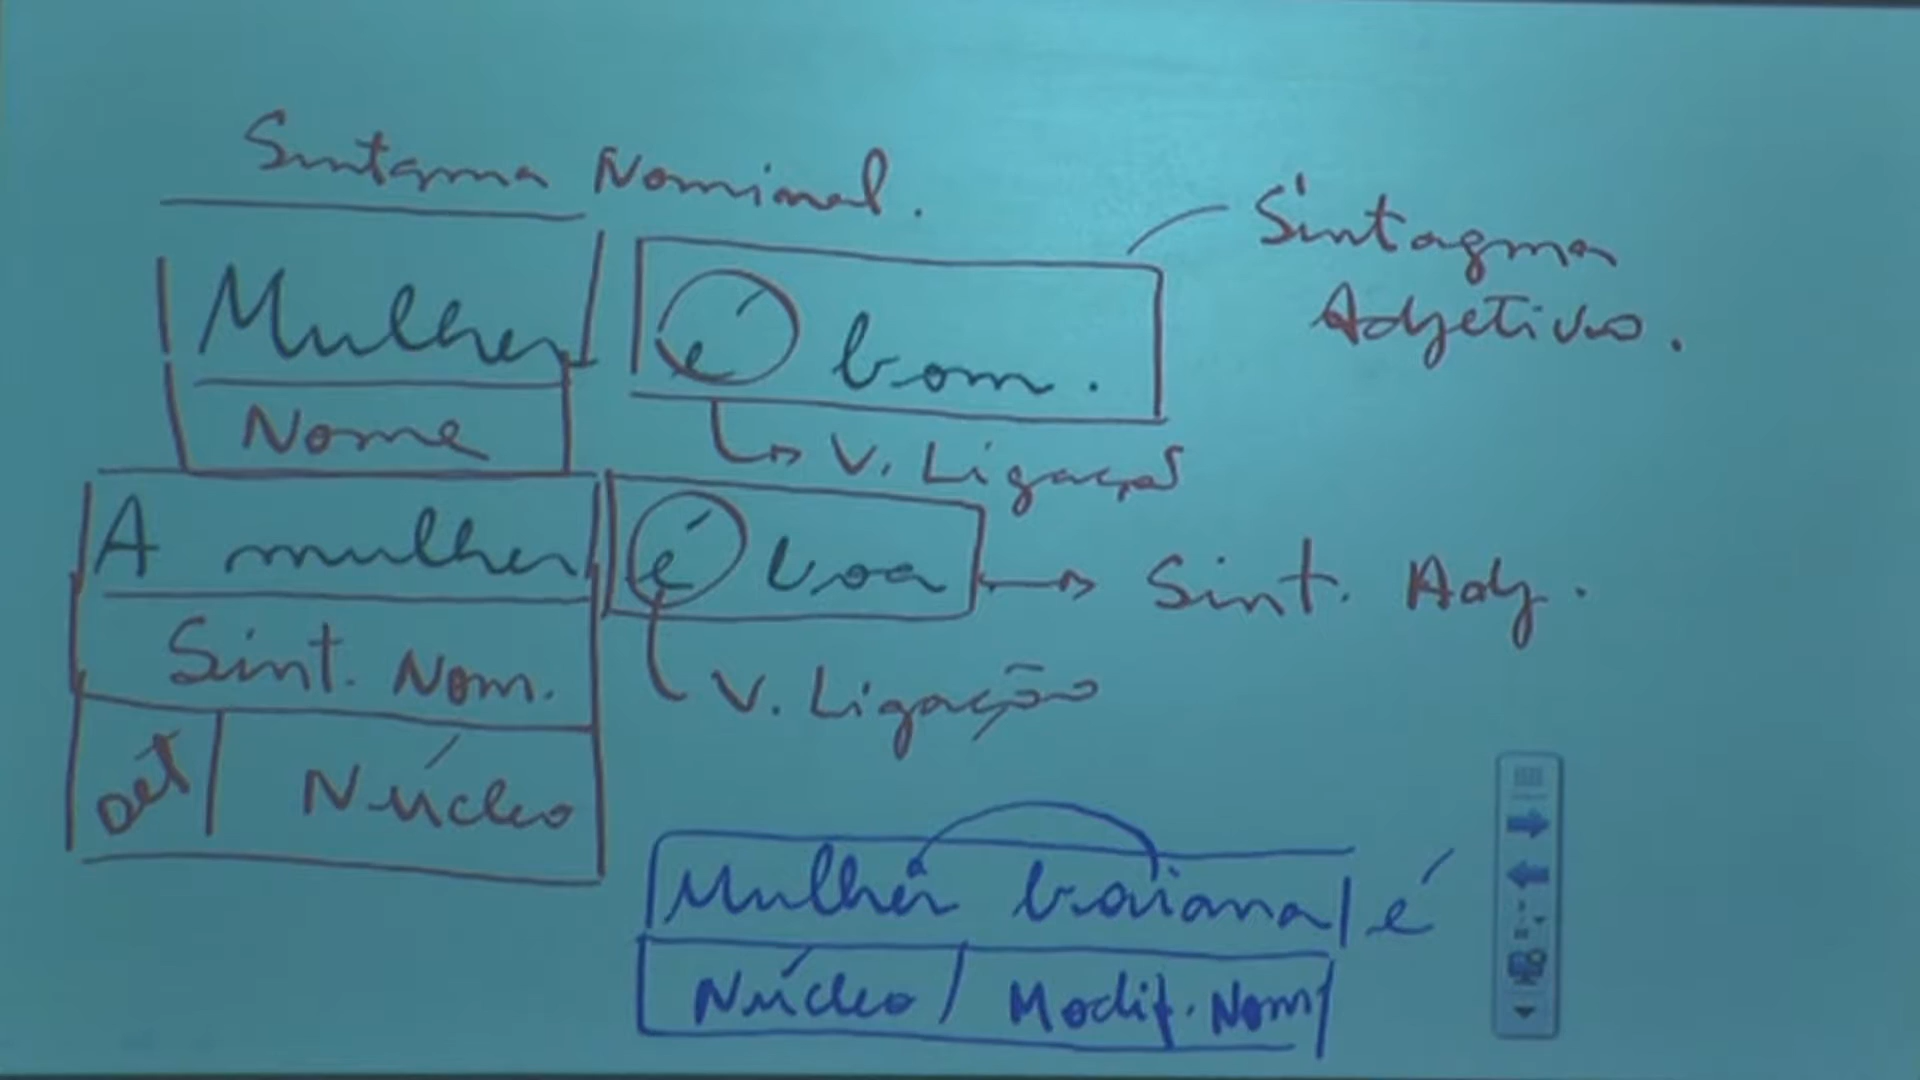 Sintagma Nominal.
Mulher é bom.
Sintagma
Adjetivo.
Nome
V. Ligação
A mulher é boa
Sint. Adj.
Sint. Nom.
V. Ligação
Det Núcleo
Mulher baiana é
Núcleo Modif. Nom